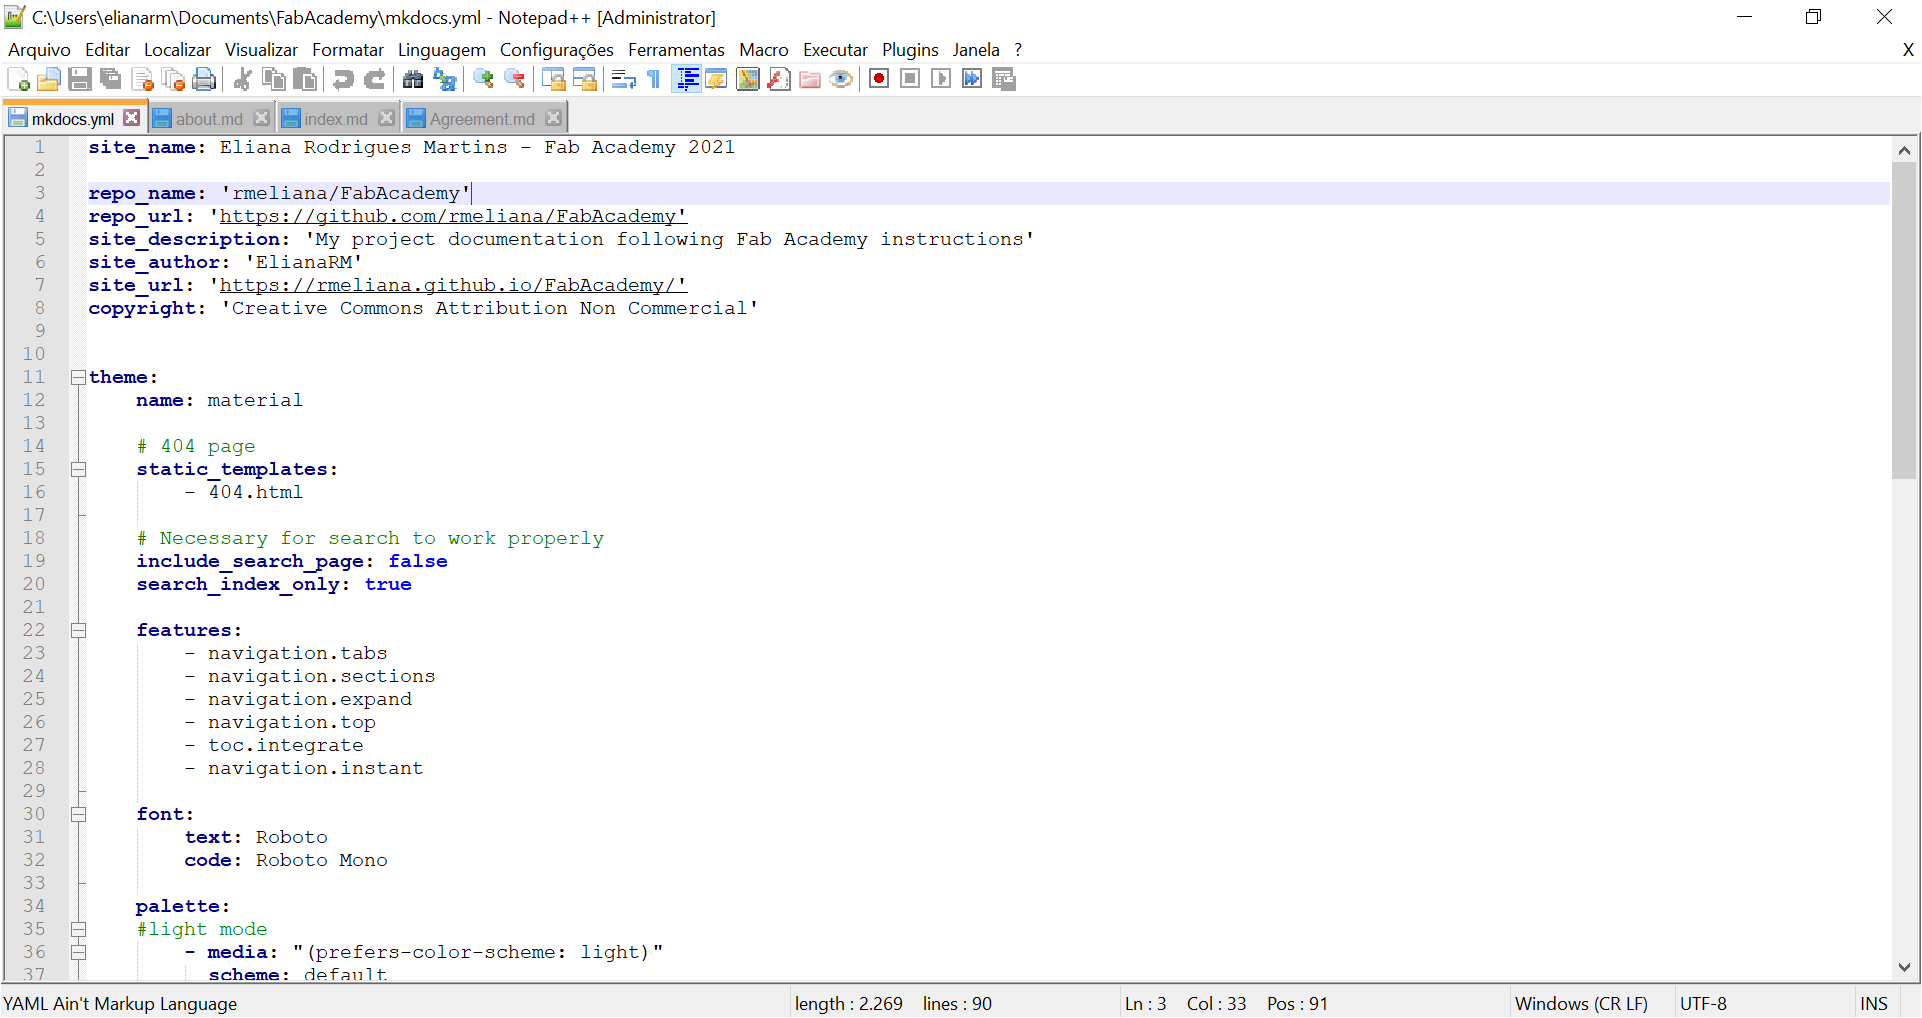 C:\Users\elianarm\Documents\FabAcademy\mkdocs.yml - Notepad++ [Administrator]
Arquivo Editar Localizar Visualizar Formatar Linguagem Configurações Ferramentas Macro Executar Plugins Janela ? X
mkdocs.yml about.md index.md Agreement.md
1 site_name: Eliana Rodrigues Martins - Fab Academy 2021
2
3 repo_name: 'rmeliana/FabAcademy'
4 repo_url: 'https://github.com/rmeliana/FabAcademy'
5 site_description: 'My project documentation following Fab Academy instructions'
6 site_author: 'ElianaRM'
7 site_url: 'https://rmeliana.github.io/FabAcademy/'
8 copyright: 'Creative Commons Attribution Non Commercial'
9
10
11 theme:
12 name: material
13
14 # 404 page
15 static_templates:
16 - 404.html
17
18 # Necessary for search to work properly
19 include_search_page: false
20 search_index_only: true
21
22 features:
23 - navigation.tabs
24 - navigation.sections
25 - navigation.expand
26 - navigation.top
27 - toc.integrate
28 - navigation.instant
29
30 font:
31 text: Roboto
32 code: Roboto Mono
33
34 palette:
35 #light mode
36 - media: "(prefers-color-scheme: light)"
37 scheme: default
YAML Ain't Markup Language length : 2.269 lines : 90 Ln : 3 Col : 33 Pos : 91 Windows (CR LF) UTF-8 INS